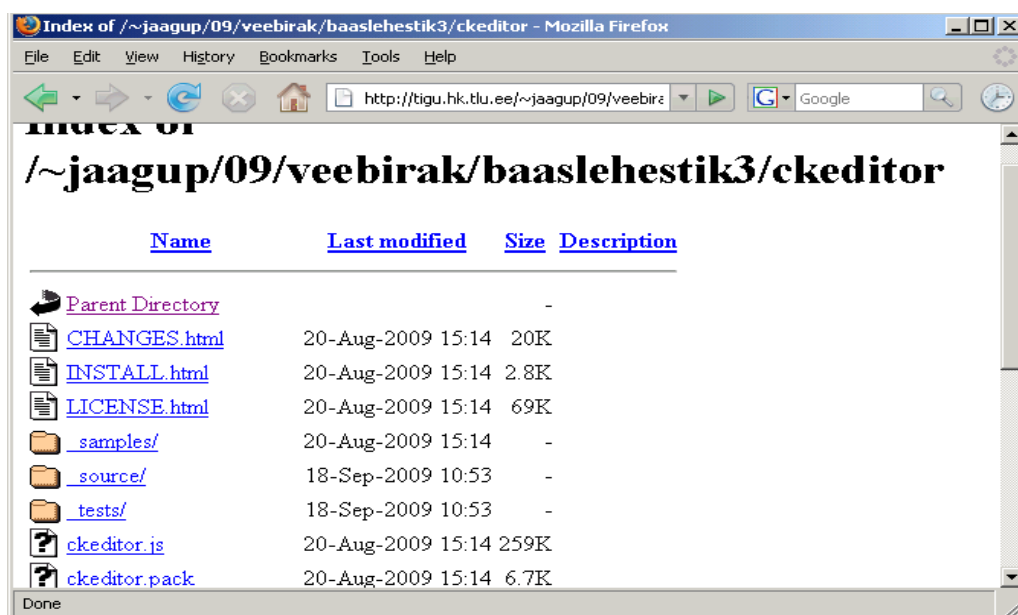 Index of /~jaagup/09/veebirak/baaslehestik3/ckeditor - Mozilla Firefox
File Edit View History Bookmarks Tools Help
http://tigu.hk.tlu.ee/~jaagup/09/veebira G Google
Index of
/~jaagup/09/veebirak/baaslehestik3/ckeditor
Name Last modified Size Description
Parent Directory -
CHANGES.html 20-Aug-2009 15:14 20K
INSTALL.html 20-Aug-2009 15:14 2.8K
LICENSE.html 20-Aug-2009 15:14 69K
_samples/ 20-Aug-2009 15:14 -
_source/ 18-Sep-2009 10:53 -
_tests/ 18-Sep-2009 10:53 -
ckeditor.js 20-Aug-2009 15:14 259K
ckeditor.pack 20-Aug-2009 15:14 6.7K
Done